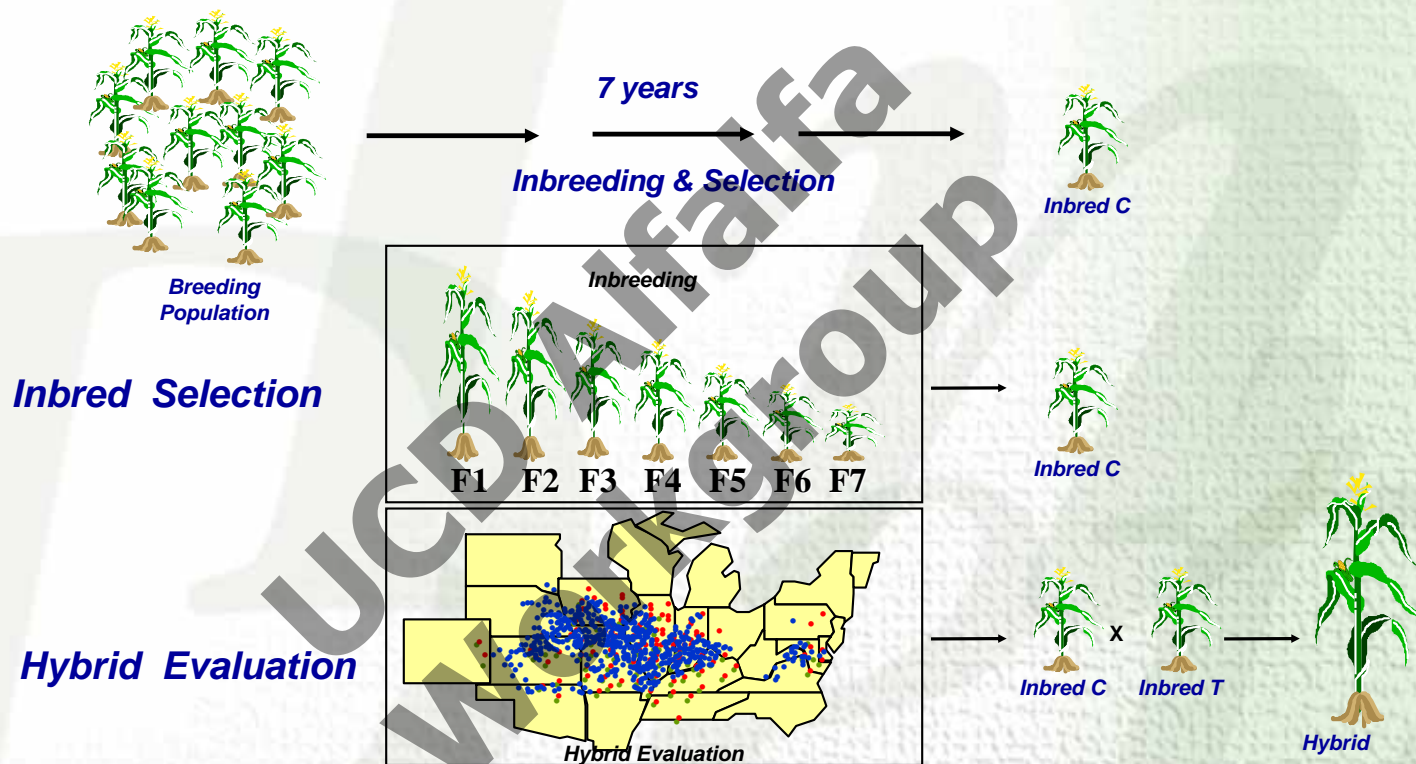 7 years
Inbreeding & Selection
Inbred C
Breeding
Population
Inbreeding
Inbred Selection
F1 F2 F3 F4 F5 F6 F7
Inbred C
Hybrid Evaluation
Hybrid Evaluation
X
Inbred C
Inbred T
Hybrid
UCD Alfalfa
Workgroup